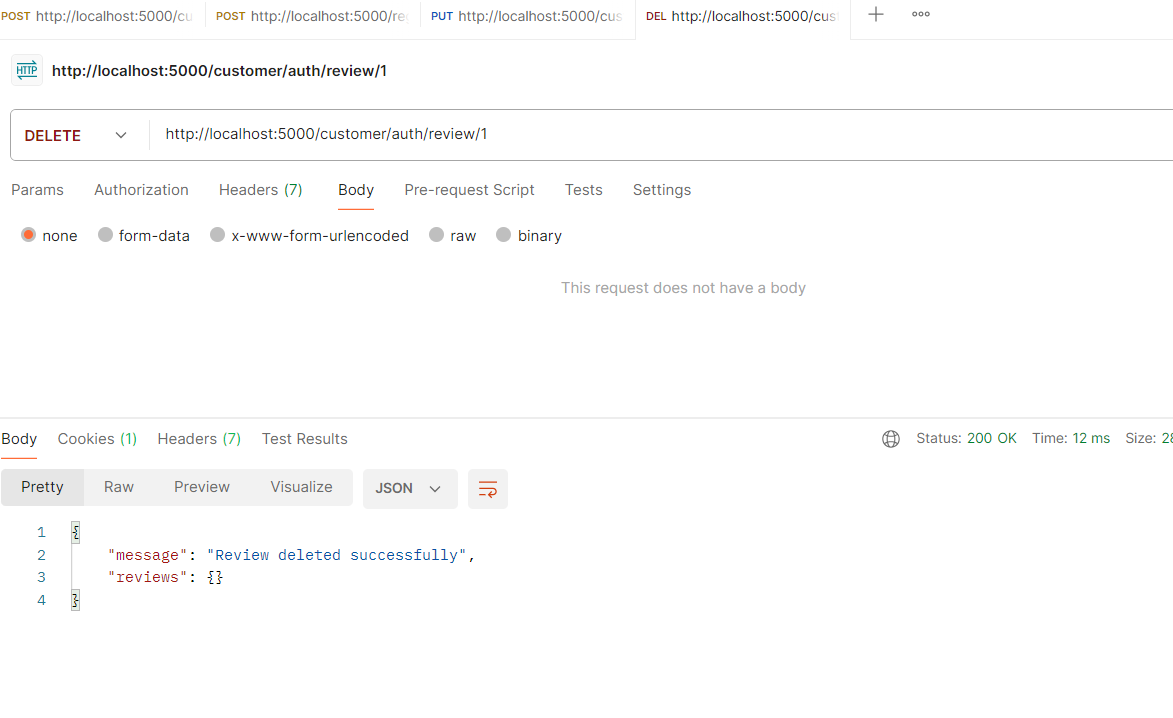 POST http://localhost:5000/cu POST http://localhost:5000/re PUT http://localhost:5000/cus DEL http://localhost:5000/cus
HTTP http://localhost:5000/customer/auth/review/1
DELETE http://localhost:5000/customer/auth/review/1
Params Authorization Headers (7) Body Pre-request Script Tests Settings
none form-data x-www-form-urlencoded raw binary
This request does not have a body
Body Cookies (1) Headers (7) Test Results Status: 200 OK Time: 12 ms Size: 28
Pretty Raw Preview Visualize JSON
1 {
2 "message": "Review deleted successfully",
3 "reviews": {}
4 }